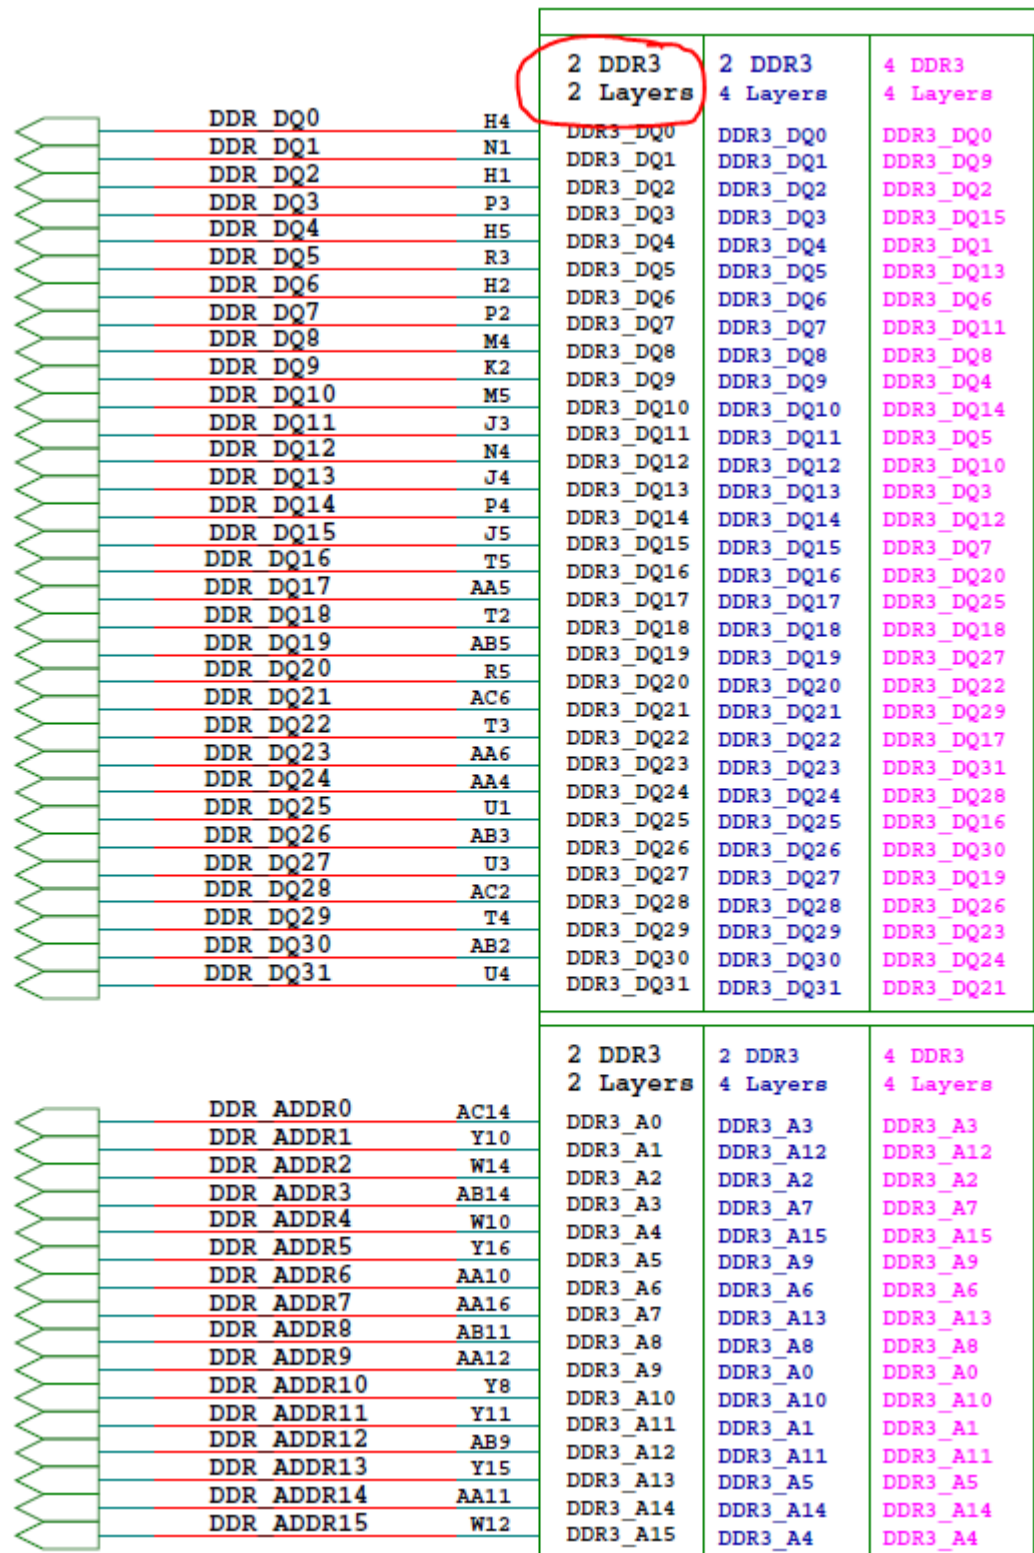 2 DDR3 2 DDR3 4 DDR3
2 Layers 4 Layers 4 Layers
DDR_DQ0 H4 DDR3_DQ0 DDR3_DQ0 DDR3_DQ0
DDR_DQ1 N1 DDR3_DQ1 DDR3_DQ1 DDR3_DQ9
DDR_DQ2 H1 DDR3_DQ2 DDR3_DQ2 DDR3_DQ2
DDR_DQ3 P3 DDR3_DQ3 DDR3_DQ3 DDR3_DQ15
DDR_DQ4 H5 DDR3_DQ4 DDR3_DQ4 DDR3_DQ1
DDR_DQ5 R3 DDR3_DQ5 DDR3_DQ5 DDR3_DQ13
DDR_DQ6 H2 DDR3_DQ6 DDR3_DQ6 DDR3_DQ6
DDR_DQ7 P2 DDR3_DQ7 DDR3_DQ7 DDR3_DQ11
DDR_DQ8 M4 DDR3_DQ8 DDR3_DQ8 DDR3_DQ8
DDR_DQ9 K2 DDR3_DQ9 DDR3_DQ9 DDR3_DQ4
DDR_DQ10 M5 DDR3_DQ10 DDR3_DQ10 DDR3_DQ14
DDR_DQ11 J3 DDR3_DQ11 DDR3_DQ11 DDR3_DQ5
DDR_DQ12 N4 DDR3_DQ12 DDR3_DQ12 DDR3_DQ10
DDR_DQ13 J4 DDR3_DQ13 DDR3_DQ13 DDR3_DQ3
DDR_DQ14 P4 DDR3_DQ14 DDR3_DQ14 DDR3_DQ12
DDR_DQ15 J5 DDR3_DQ15 DDR3_DQ15 DDR3_DQ7
DDR_DQ16 T5 DDR3_DQ16 DDR3_DQ16 DDR3_DQ20
DDR_DQ17 AA5 DDR3_DQ17 DDR3_DQ17 DDR3_DQ25
DDR_DQ18 T2 DDR3_DQ18 DDR3_DQ18 DDR3_DQ18
DDR_DQ19 AB5 DDR3_DQ19 DDR3_DQ19 DDR3_DQ27
DDR_DQ20 R5 DDR3_DQ20 DDR3_DQ20 DDR3_DQ22
DDR_DQ21 AC6 DDR3_DQ21 DDR3_DQ21 DDR3_DQ29
DDR_DQ22 T3 DDR3_DQ22 DDR3_DQ22 DDR3_DQ17
DDR_DQ23 AA6 DDR3_DQ23 DDR3_DQ23 DDR3_DQ31
DDR_DQ24 AA4 DDR3_DQ24 DDR3_DQ24 DDR3_DQ28
DDR_DQ25 U1 DDR3_DQ25 DDR3_DQ25 DDR3_DQ16
DDR_DQ26 AB3 DDR3_DQ26 DDR3_DQ26 DDR3_DQ30
DDR_DQ27 U3 DDR3_DQ27 DDR3_DQ27 DDR3_DQ19
DDR_DQ28 AC2 DDR3_DQ28 DDR3_DQ28 DDR3_DQ26
DDR_DQ29 T4 DDR3_DQ29 DDR3_DQ29 DDR3_DQ23
DDR_DQ30 AB2 DDR3_DQ30 DDR3_DQ30 DDR3_DQ24
DDR_DQ31 U4 DDR3_DQ31 DDR3_DQ31 DDR3_DQ21
2 DDR3 2 DDR3 4 DDR3
2 Layers 4 Layers 4 Layers
DDR_ADDR0 AC14 DDR3_A0 DDR3_A3 DDR3_A3
DDR_ADDR1 Y10 DDR3_A1 DDR3_A12 DDR3_A12
DDR_ADDR2 W14 DDR3_A2 DDR3_A2 DDR3_A2
DDR_ADDR3 AB14 DDR3_A3 DDR3_A7 DDR3_A7
DDR_ADDR4 W10 DDR3_A4 DDR3_A15 DDR3_A15
DDR_ADDR5 Y16 DDR3_A5 DDR3_A9 DDR3_A9
DDR_ADDR6 AA10 DDR3_A6 DDR3_A6 DDR3_A6
DDR_ADDR7 AA16 DDR3_A7 DDR3_A13 DDR3_A13
DDR_ADDR8 AB11 DDR3_A8 DDR3_A8 DDR3_A8
DDR_ADDR9 AA12 DDR3_A9 DDR3_A0 DDR3_A0
DDR_ADDR10 Y8 DDR3_A10 DDR3_A10 DDR3_A10
DDR_ADDR11 Y11 DDR3_A11 DDR3_A1 DDR3_A1
DDR_ADDR12 AB9 DDR3_A12 DDR3_A11 DDR3_A11
DDR_ADDR13 Y15 DDR3_A13 DDR3_A5 DDR3_A5
DDR_ADDR14 AA11 DDR3_A14 DDR3_A14 DDR3_A14
DDR_ADDR15 W12 DDR3_A15 DDR3_A4 DDR3_A4